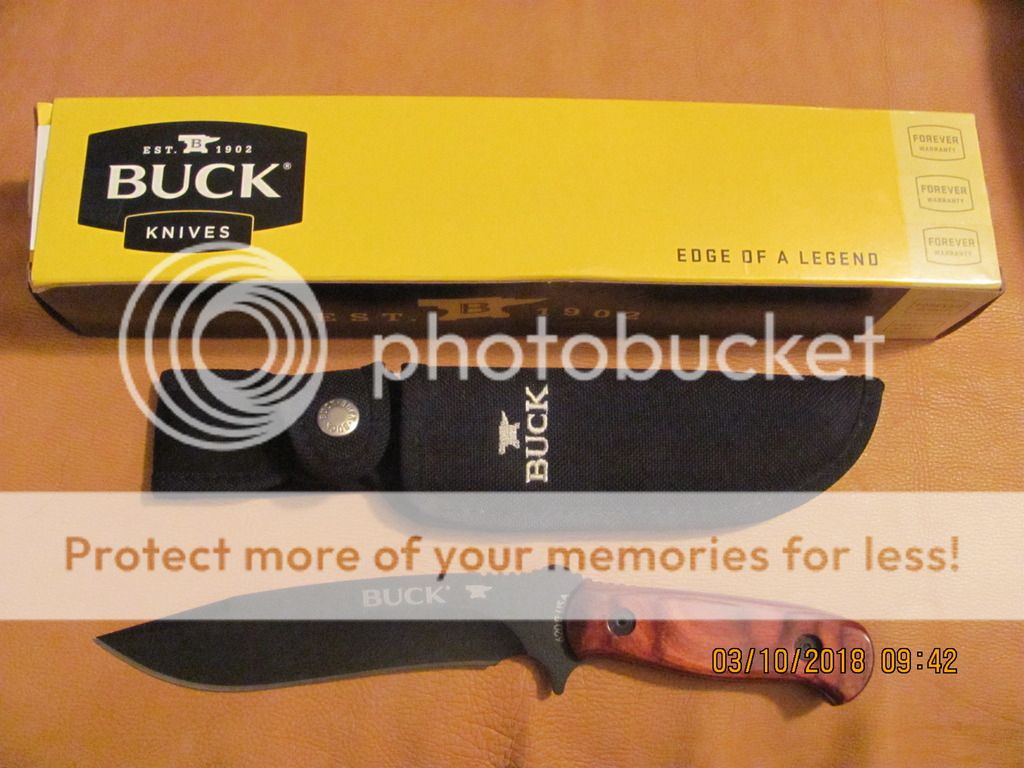 EST. B 1902
BUCK®
KNIVES
FOREVER
WARRANTY
FOREVER
WARRANTY
FOREVER
WARRANTY
EDGE OF A LEGEND
EST. B 1902
photobucket
BUCK
Protect more of your memories for less!
BUCK®
03/10/2018 09:42